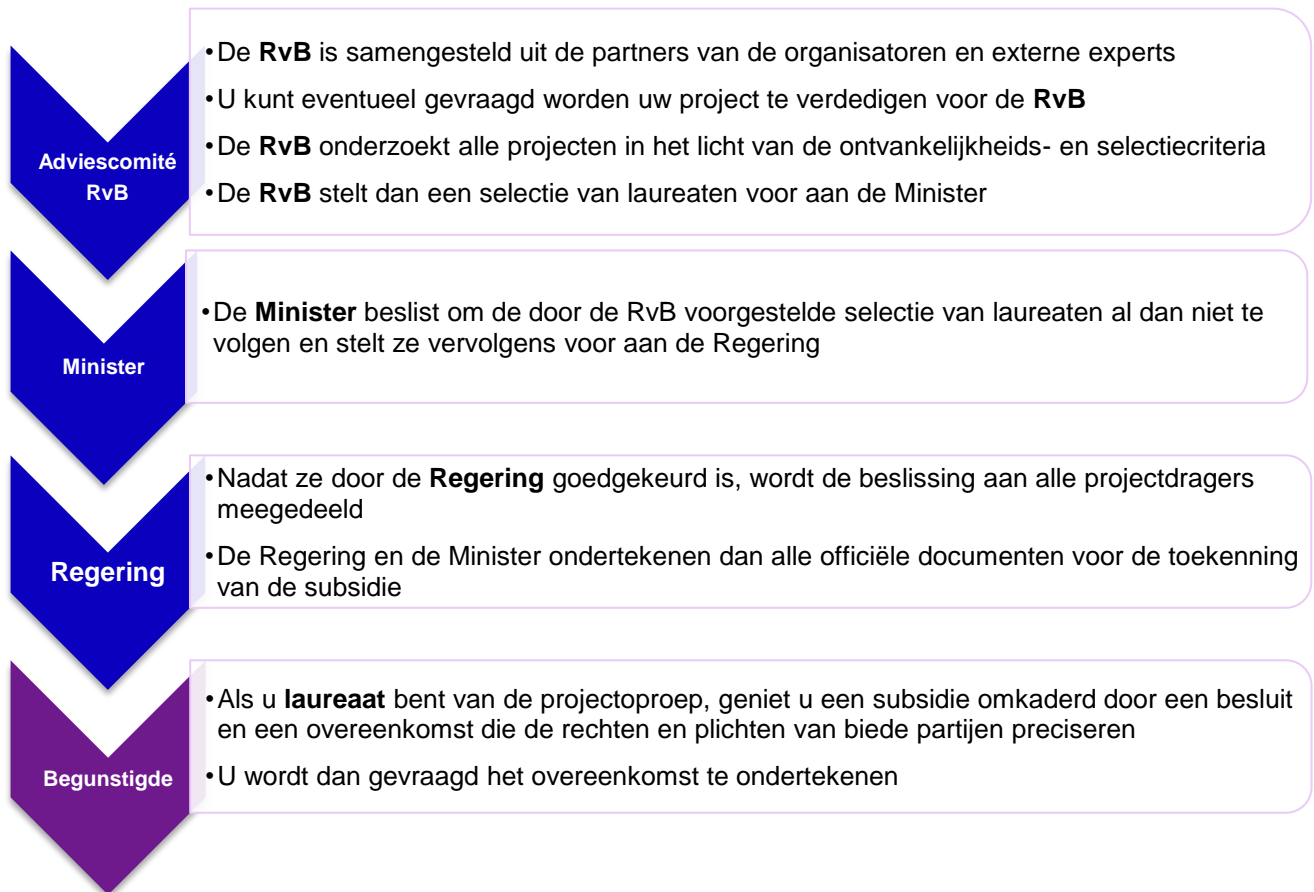 Adviescomité
RvB
•De RvB is samengesteld uit de partners van de organisatoren en externe experts
•U kunt eventueel gevraagd worden uw project te verdedigen voor de RvB
•De RvB onderzoekt alle projecten in het licht van de ontvankelijkheids- en selectiecriteria
•De RvB stelt dan een selectie van laureaten voor aan de Minister
Minister
•De Minister beslist om de door de RvB voorgestelde selectie van laureaten al dan niet te
volgen en stelt ze vervolgens voor aan de Regering
Regering
•Nadat ze door de Regering goedgekeurd is, wordt de beslissing aan alle projectdragers
meegedeeld
•De Regering en de Minister ondertekenen dan alle officiële documenten voor de toekenning
van de subsidie
Begunstigde
•Als u laureaat bent van de projectoproep, geniet u een subsidie omkaderd door een besluit
en een overeenkomst die de rechten en plichten van biede partijen preciseren
•U wordt dan gevraagd het overeenkomst te ondertekenen